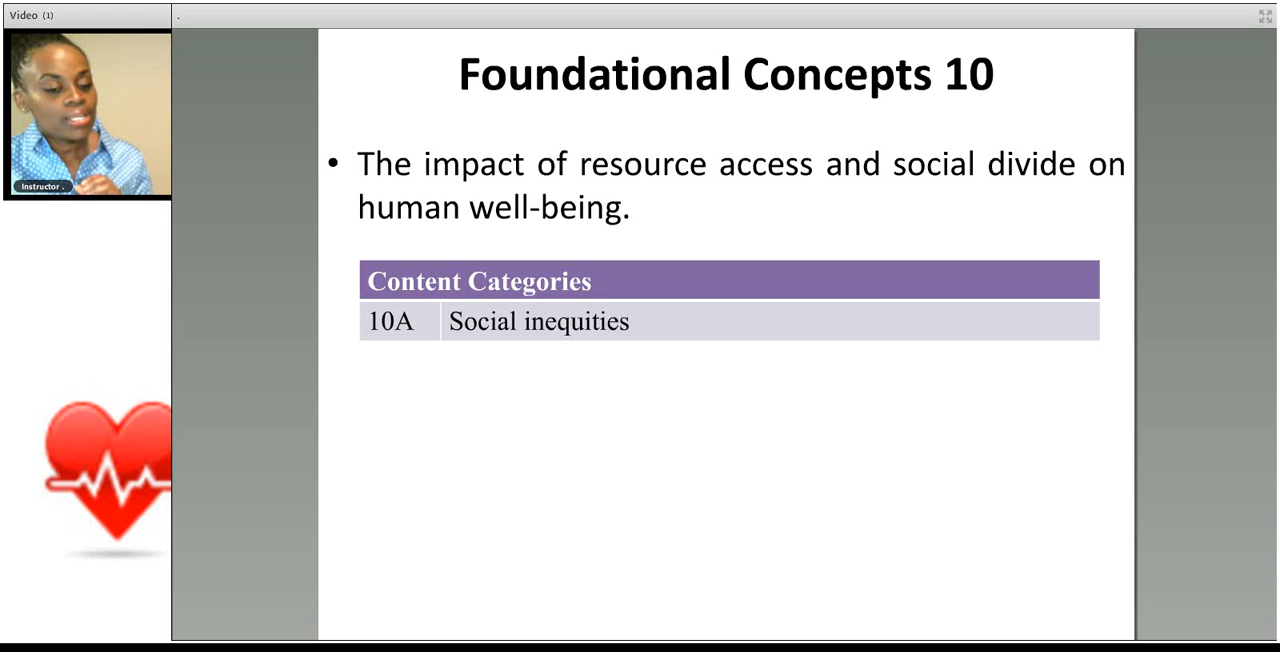 Video (1)
.
Instructor .
Foundational Concepts 10
• The impact of resource access and social divide on
human well-being.
Content Categories
10A Social inequities